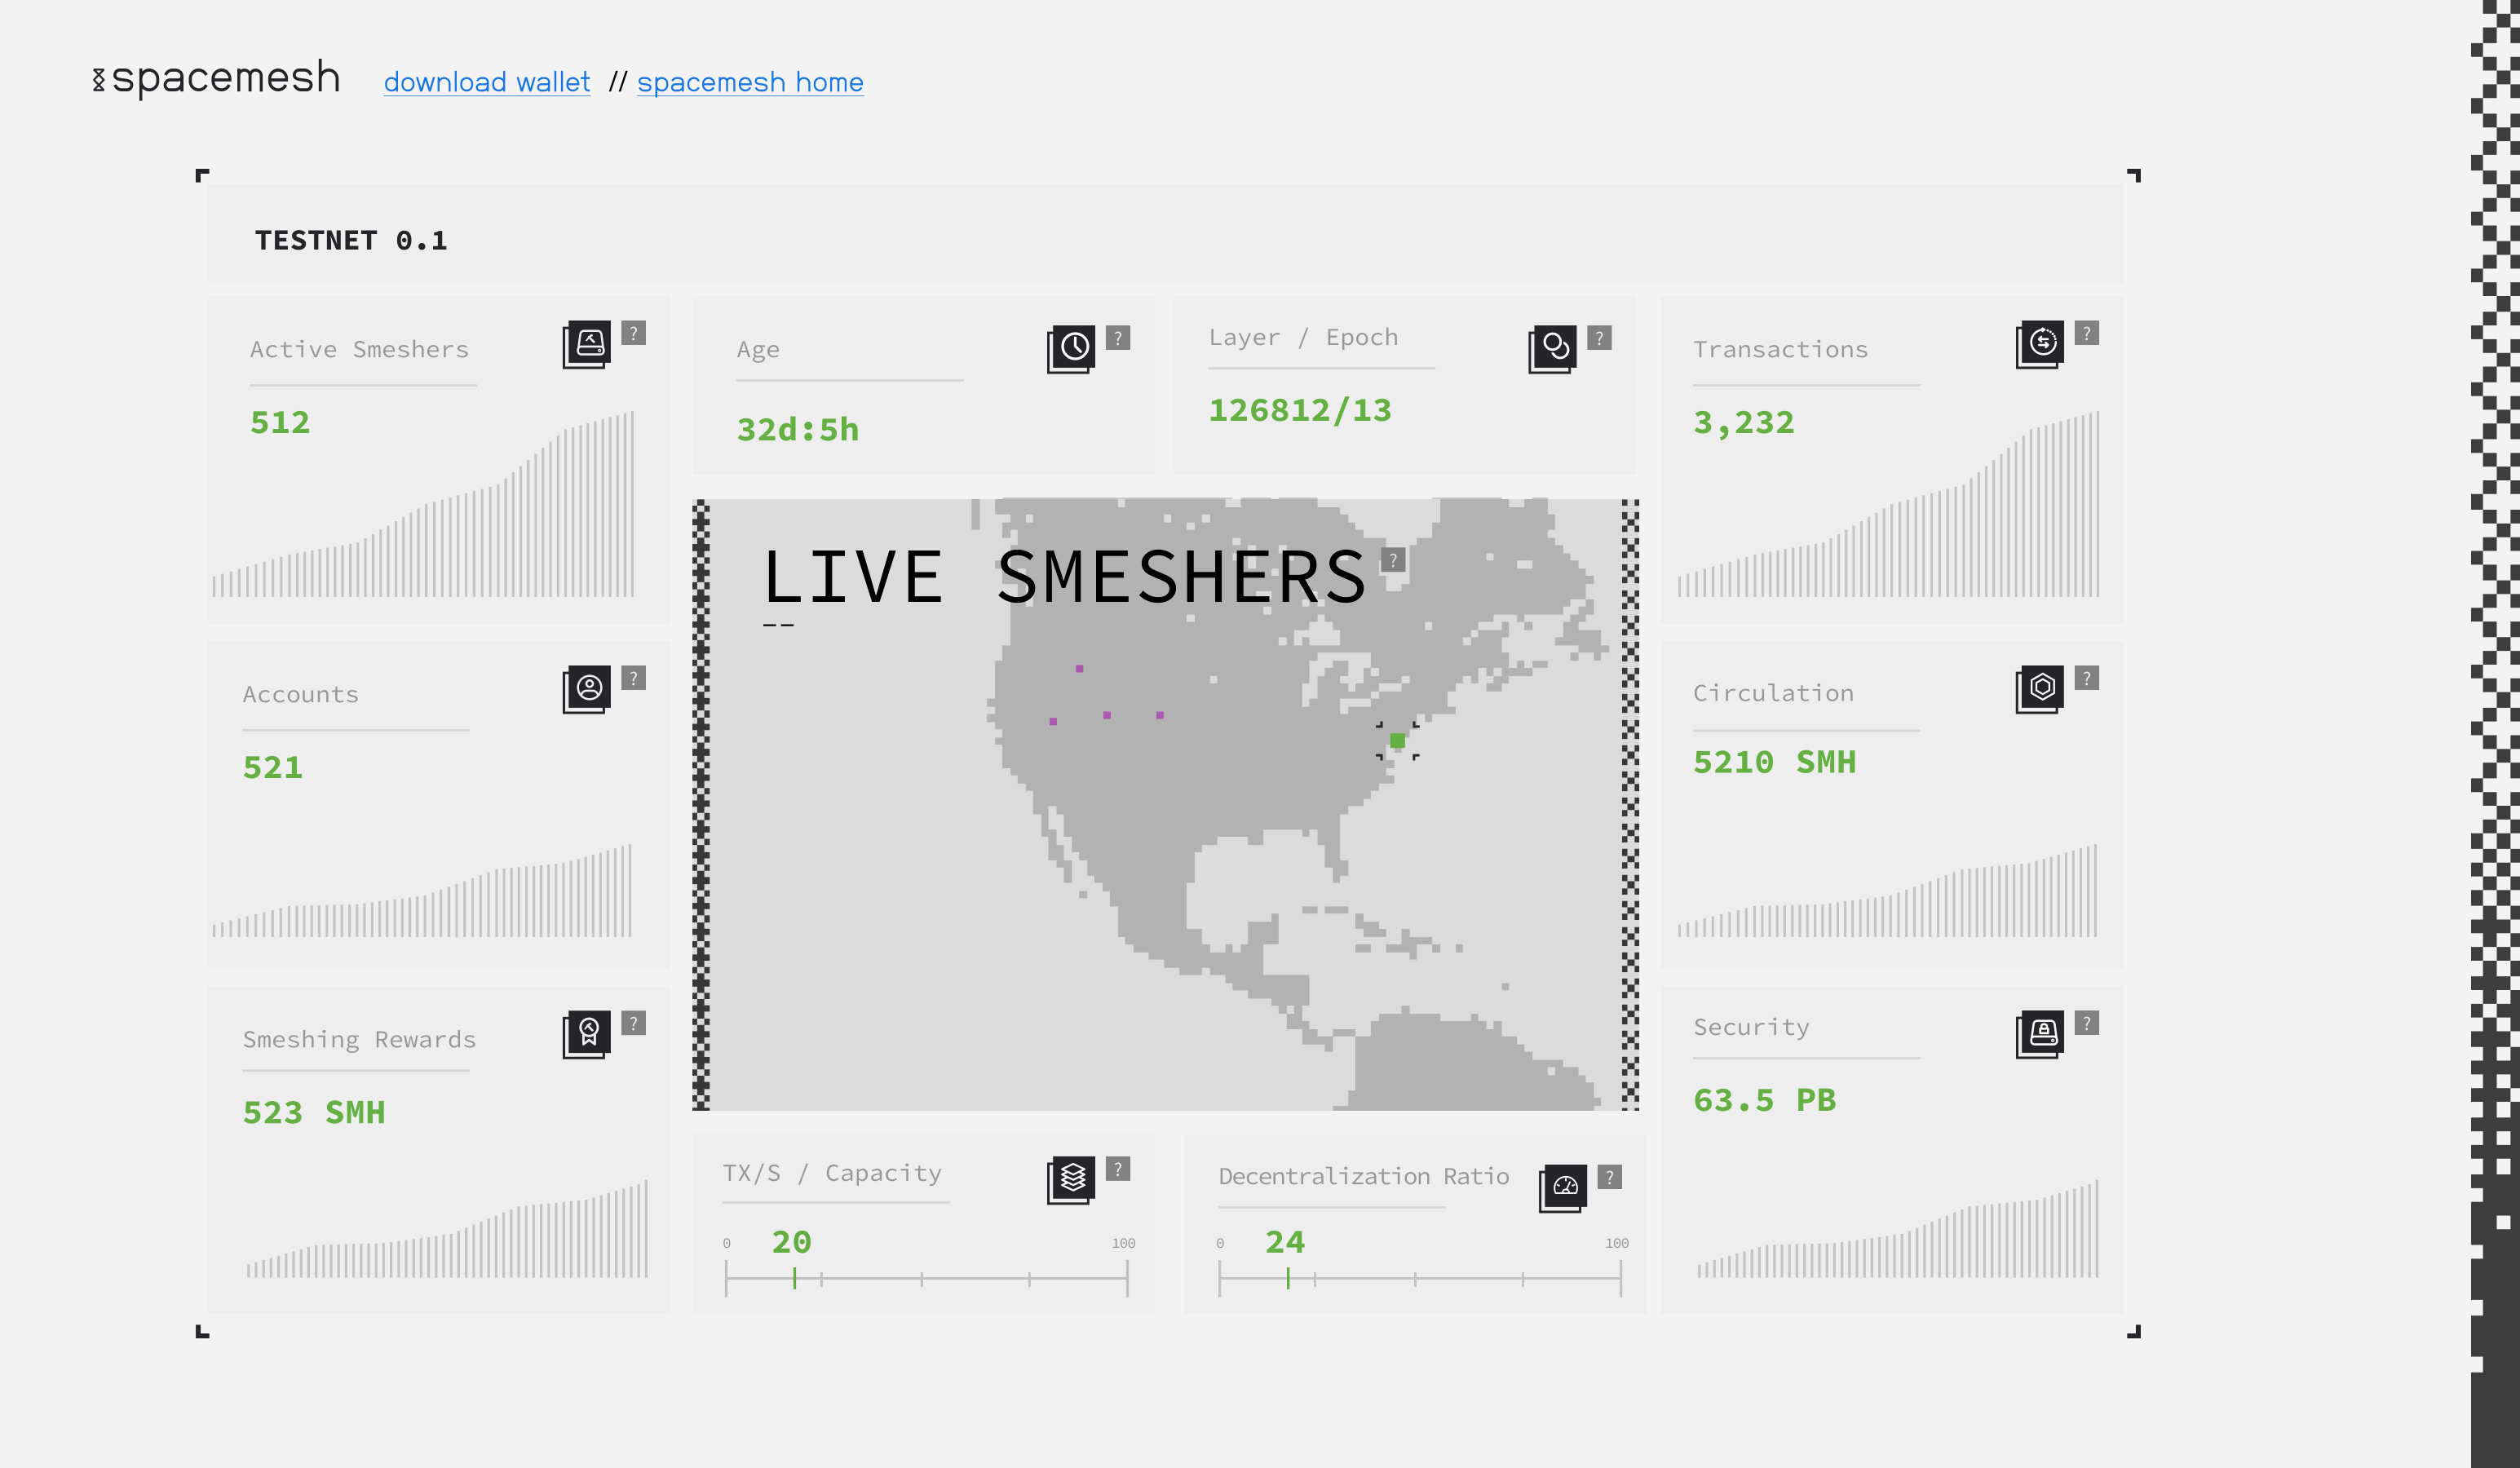 spacemesh
download wallet // spacemesh home
TESTNET 0.1
Active Smeshers ?
512
Age ?
32d:5h
Layer / Epoch ?
126812/13
Transactions ?
3,232
LIVE SMESHERS ?
--
Accounts ?
521
Circulation ?
5210 SMH
Smeshing Rewards ?
523 SMH
Security ?
63.5 PB
TX/S / Capacity ?
0 20 100
Decentralization Ratio ?
0 24 100